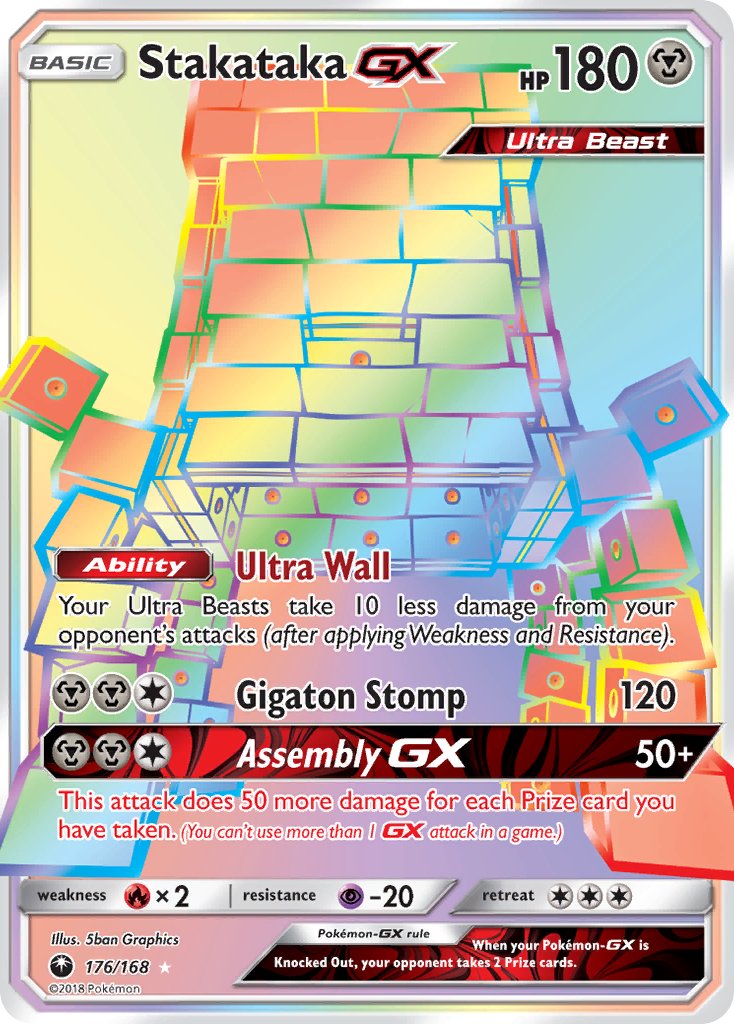 BASIC Stakataka GX HP 180
Ultra Beast
Ability Ultra Wall
Your Ultra Beasts take 10 less damage from your
opponent's attacks (after applying Weakness and Resistance).
Gigaton Stomp 120
Assembly GX 50+
This attack does 50 more damage for each Prize card you
have taken. (You can't use more than 1 GX attack in a game.)
weakness ×2 resistance -20 retreat
Illus. 5ban Graphics
Pokémon-GX rule
When your Pokémon-GX is
Knocked Out, your opponent takes 2 Prize cards.
176/168
©2018 Pokémon